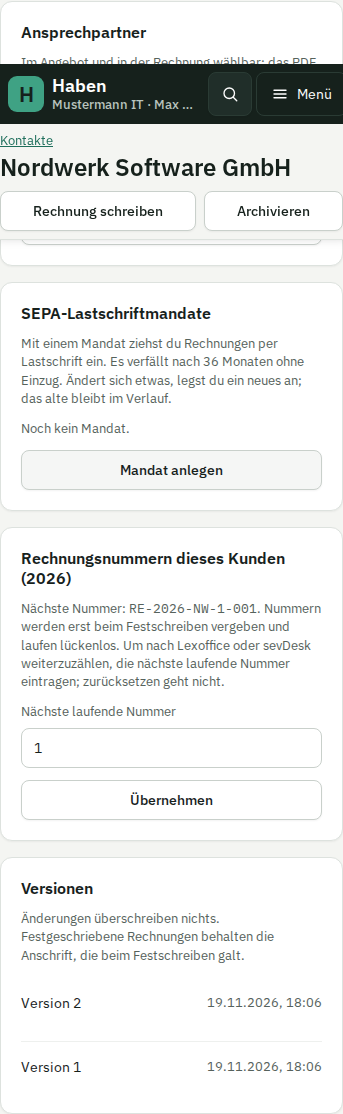 Ansprechpartner
Im Angebot und in der Rechnung wählbar; das PDF
H
Haben
Mustermann IT · Max ...
Menü
Kontakte
Nordwerk Software GmbH
Rechnung schreiben
Archivieren
SEPA-Lastschriftmandate
Mit einem Mandat ziehst du Rechnungen per
Lastschrift ein. Es verfällt nach 36 Monaten ohne
Einzug. Ändert sich etwas, legst du ein neues an;
das alte bleibt im Verlauf.
Noch kein Mandat.
Mandat anlegen
Rechnungsnummern dieses Kunden
(2026)
Nächste Nummer: RE-2026-NW-1-001. Nummern
werden erst beim Festschreiben vergeben und
laufen lückenlos. Um nach Lexoffice oder sevDesk
weiterzuzählen, die nächste laufende Nummer
eintragen; zurücksetzen geht nicht.
Nächste laufende Nummer
1
Übernehmen
Versionen
Änderungen überschreiben nichts.
Festgeschriebene Rechnungen behalten die
Anschrift, die beim Festschreiben galt.
Version 2 19.11.2026, 18:06
Version 1 19.11.2026, 18:06